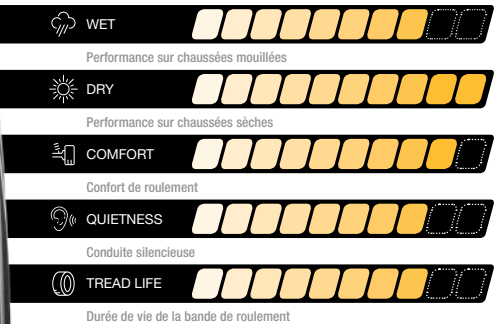 WET
Performance sur chaussées mouillées
DRY
Performance sur chaussées sèches
COMFORT
Confort de roulement
QUIETNESS
Conduite silencieuse
TREAD LIFE
Durée de vie de la bande de roulement